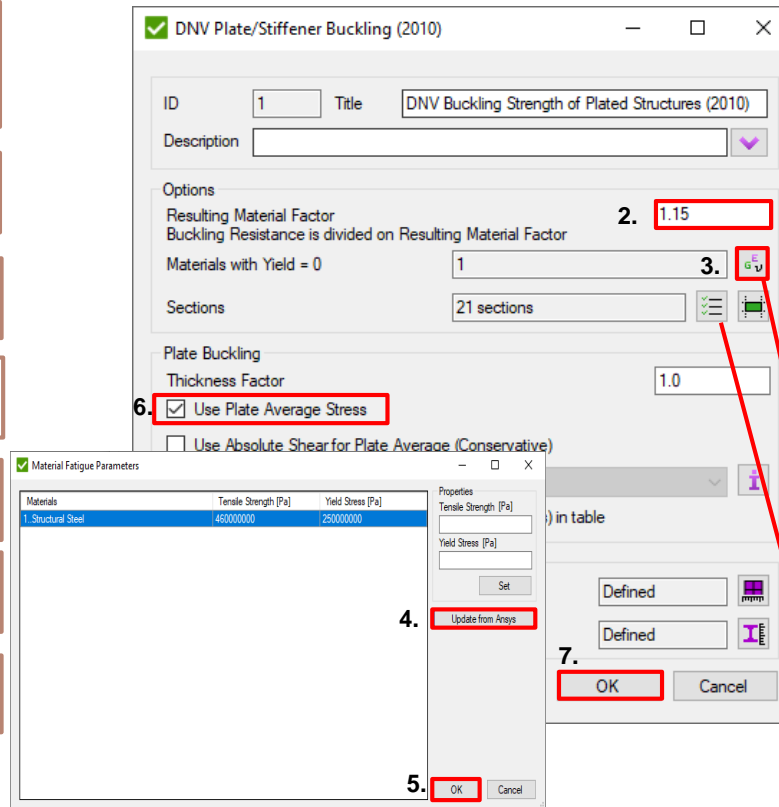 DNV Plate/Stiffener Buckling (2010)
ID 1 Title DNV Buckling Strength of Plated Structures (2010)
Description
Options
Resulting Material Factor 2. 1.15
Buckling Resistance is divided on Resulting Material Factor
Materials with Yield = 0 1 3. G E ν
Sections 21 sections
Plate Buckling
Thickness Factor 1.0
6. Use Plate Average Stress
Use Absolute Shear for Plate Average (Conservative)
i
) in table
Defined
Defined
7.
OK Cancel
Material Fatigue Parameters
Materials Tensile Strength [Pa] Yield Stress [Pa]
1..Structural Steel 460000000 250000000
Properties
Tensile Strength [Pa]
Yield Stress [Pa]
Set
4. Update from Ansys
5. OK Cancel